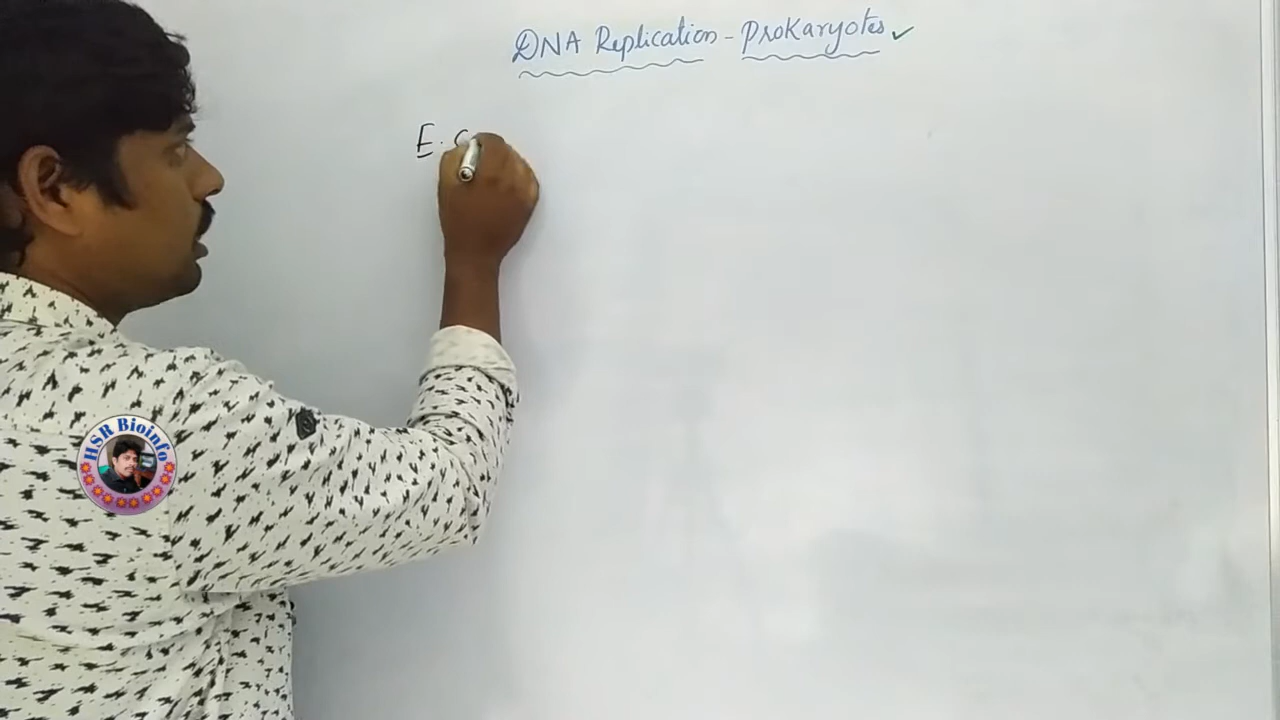 DNA Replication - Prokaryotes ✓
E. c
HSR Bioinfo